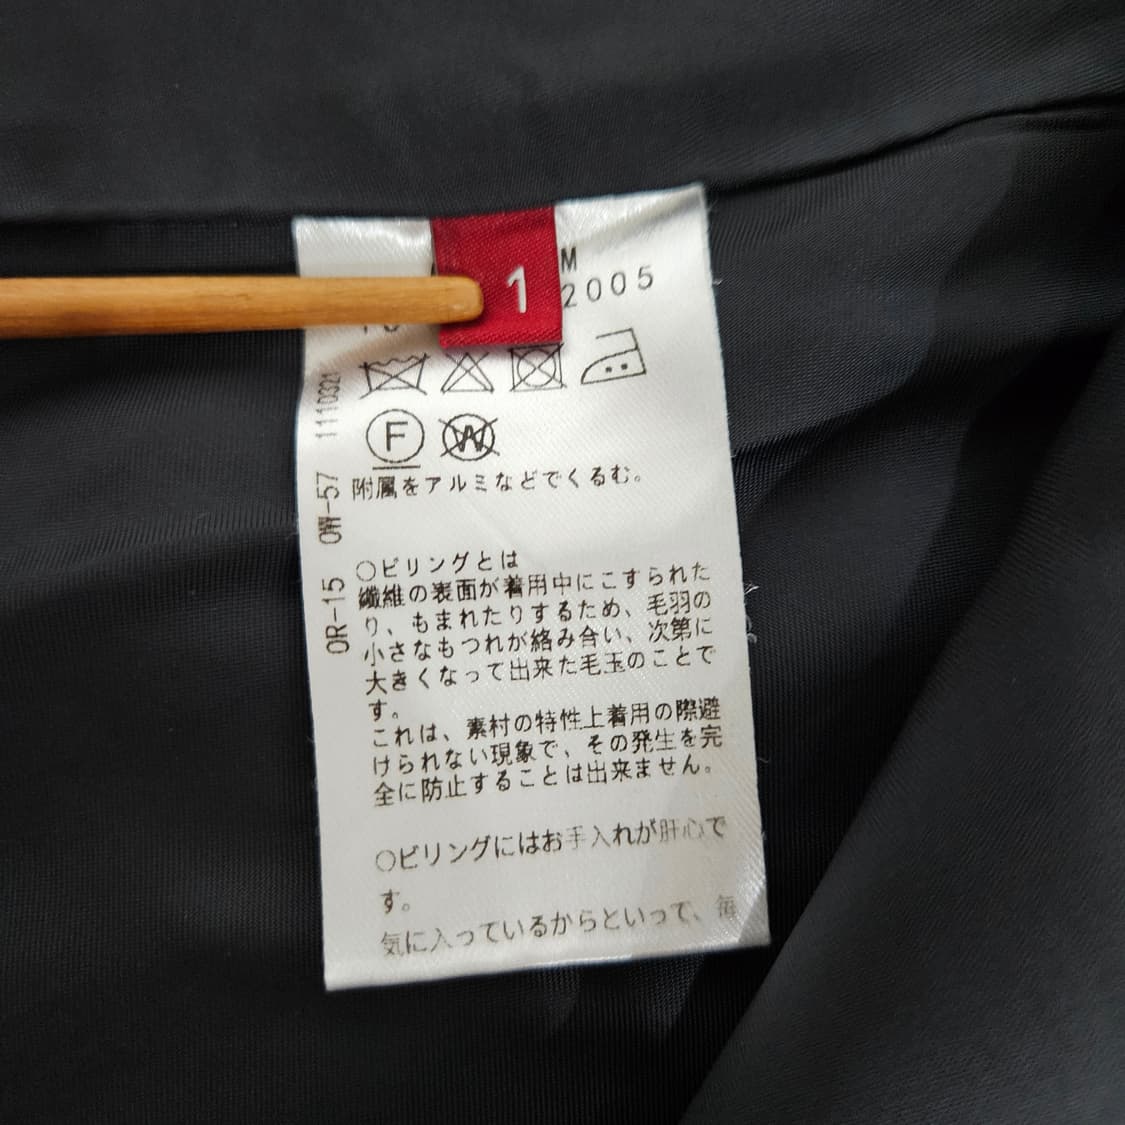 1
M
2005
F
W
附属をアルミなどでくるむ。
○ピリングとは
繊維の表面が着用中にこすられた
り、もまれたりするため、毛羽の
小さなもつれが絡み合い、次第に
大きくなって出来た毛玉のことで
す。
これは、素材の特性上着用の際避
けられない現象で、その発生を完
全に防止することは出来ません。
○ピリングにはお手入れが肝心で
す。
気に入っているからといって、毎
OR-15 OW-57 1110321